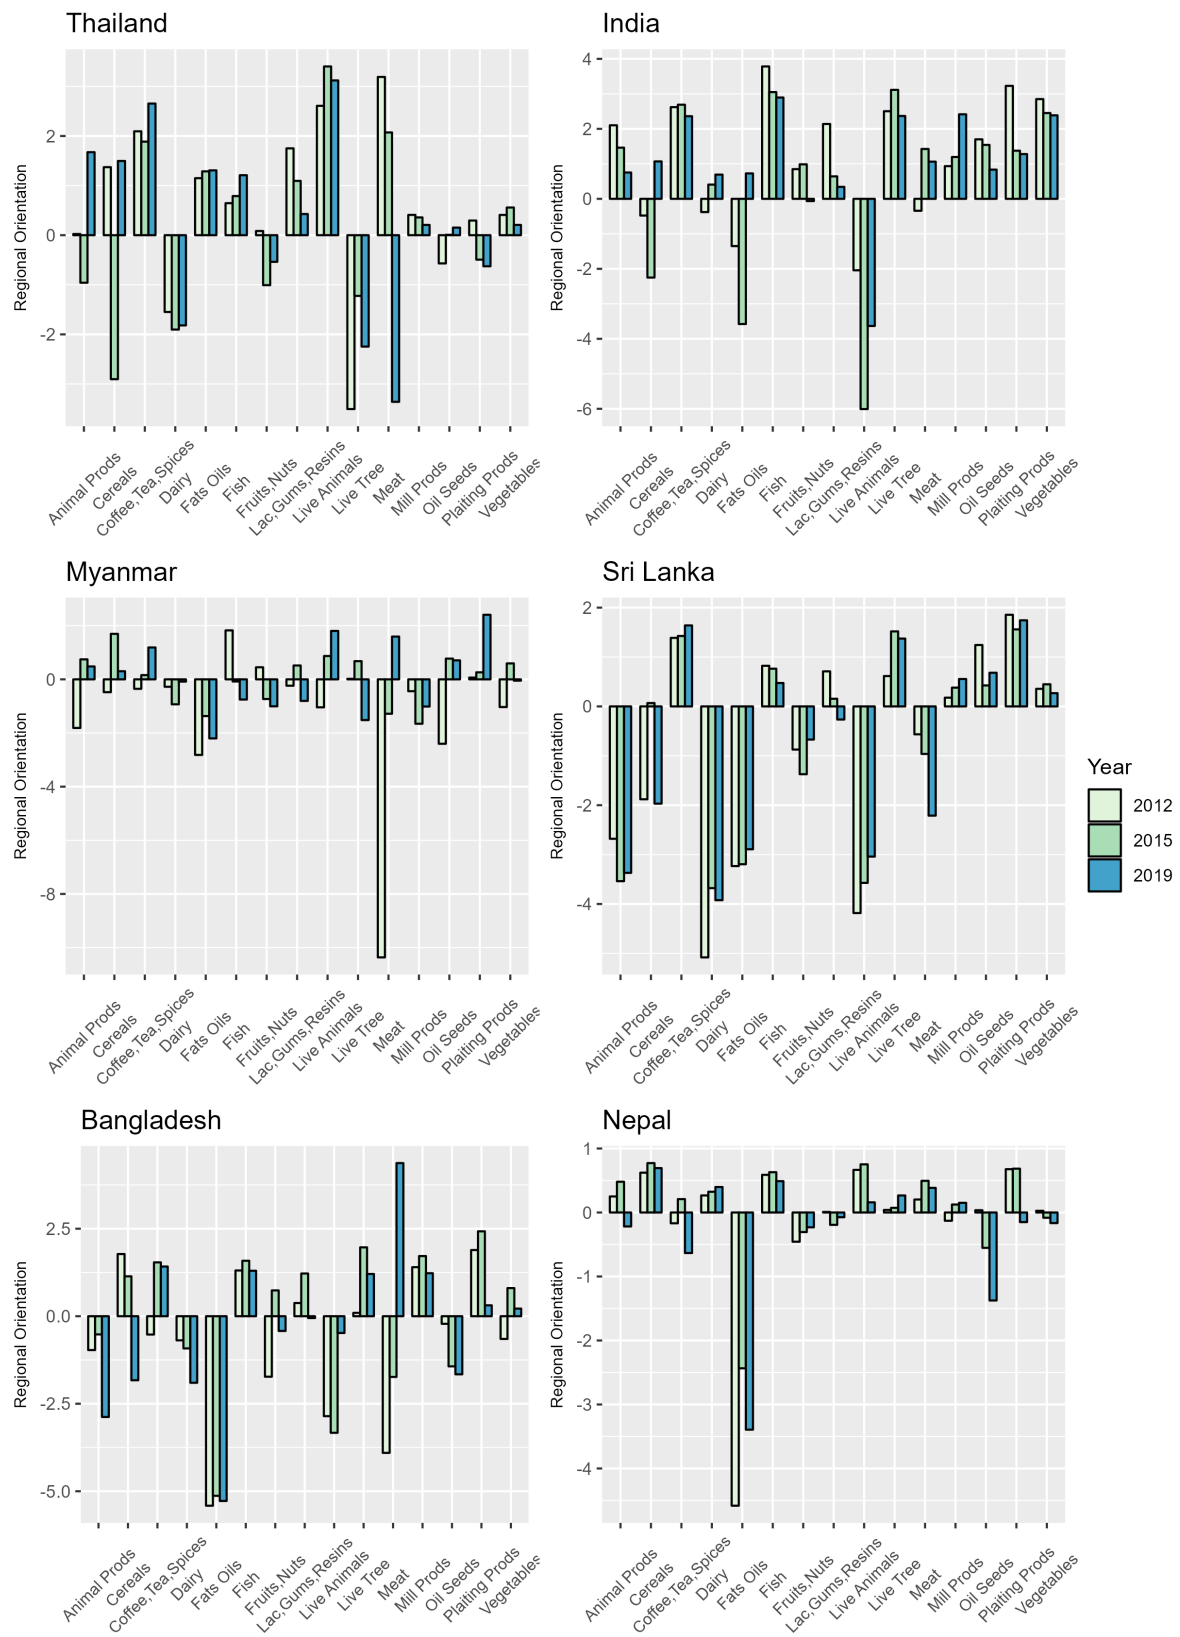 Thailand
Regional Orientation
2
0
-2
Animal Prods
Cereals
Coffee,Tea,Spices
Dairy
Fats Oils
Fish
Fruits,Nuts
Lac,Gums,Resins
Live Animals
Live Tree
Meat
Mill Prods
Oil Seeds
Plaiting Prods
Vegetables
India
Regional Orientation
4
2
0
-2
-4
-6
Animal Prods
Cereals
Coffee,Tea,Spices
Dairy
Fats Oils
Fish
Fruits,Nuts
Lac,Gums,Resins
Live Animals
Live Tree
Meat
Mill Prods
Oil Seeds
Plaiting Prods
Vegetables
Myanmar
Regional Orientation
0
-4
-8
Animal Prods
Cereals
Coffee,Tea,Spices
Dairy
Fats Oils
Fish
Fruits,Nuts
Lac,Gums,Resins
Live Animals
Live Tree
Meat
Mill Prods
Oil Seeds
Plaiting Prods
Vegetables
Sri Lanka
Regional Orientation
2
0
-2
-4
Animal Prods
Cereals
Coffee,Tea,Spices
Dairy
Fats Oils
Fish
Fruits,Nuts
Lac,Gums,Resins
Live Animals
Live Tree
Meat
Mill Prods
Oil Seeds
Plaiting Prods
Vegetables
Year
2012
2015
2019
Bangladesh
Regional Orientation
2.5
0.0
-2.5
-5.0
Animal Prods
Cereals
Coffee,Tea,Spices
Dairy
Fats Oils
Fish
Fruits,Nuts
Lac,Gums,Resins
Live Animals
Live Tree
Meat
Mill Prods
Oil Seeds
Plaiting Prods
Vegetables
Nepal
Regional Orientation
1
0
-1
-2
-3
-4
Animal Prods
Cereals
Coffee,Tea,Spices
Dairy
Fats Oils
Fish
Fruits,Nuts
Lac,Gums,Resins
Live Animals
Live Tree
Meat
Mill Prods
Oil Seeds
Plaiting Prods
Vegetables